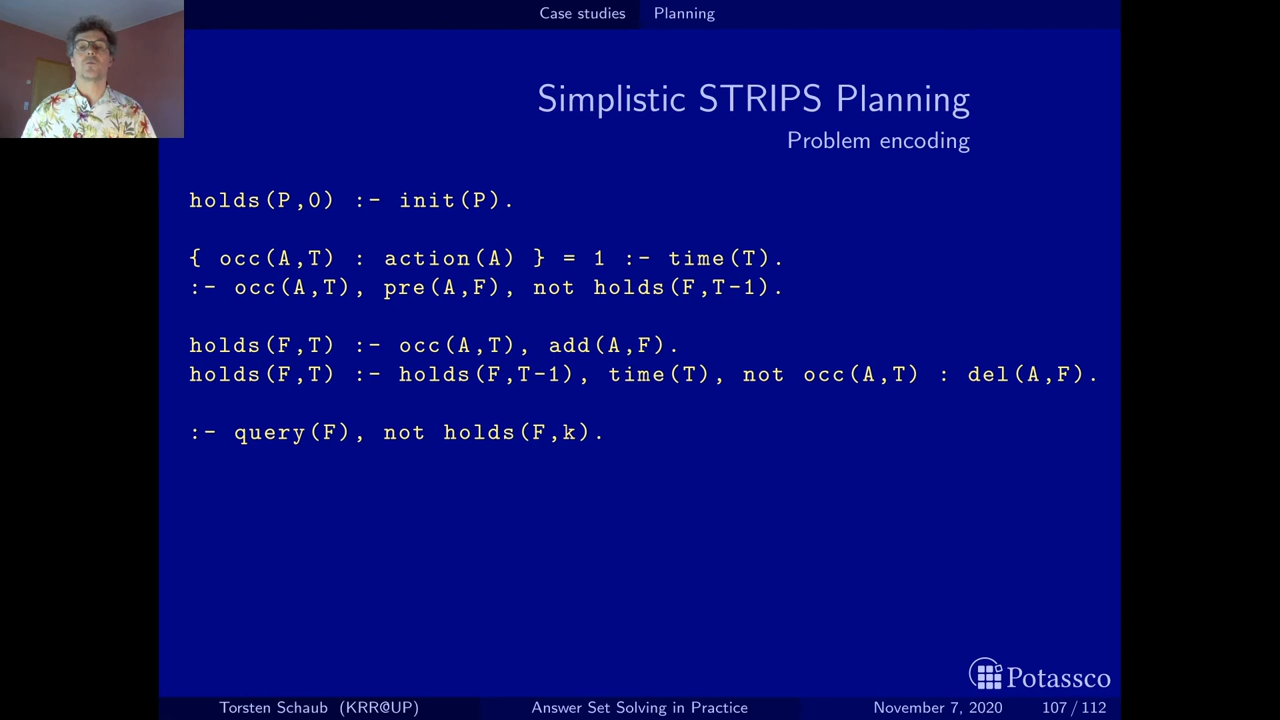 Case studies Planning
Simplistic STRIPS Planning
Problem encoding
holds(P,0) :- init(P).
{ occ(A,T) : action(A) } = 1 :- time(T).
:- occ(A,T), pre(A,F), not holds(F,T-1).
holds(F,T) :- occ(A,T), add(A,F).
holds(F,T) :- holds(F,T-1), time(T), not occ(A,T) : del(A,F).
:- query(F), not holds(F,k).
Potassco
Torsten Schaub (KRR@UP) Answer Set Solving in Practice November 7, 2020 107 / 112